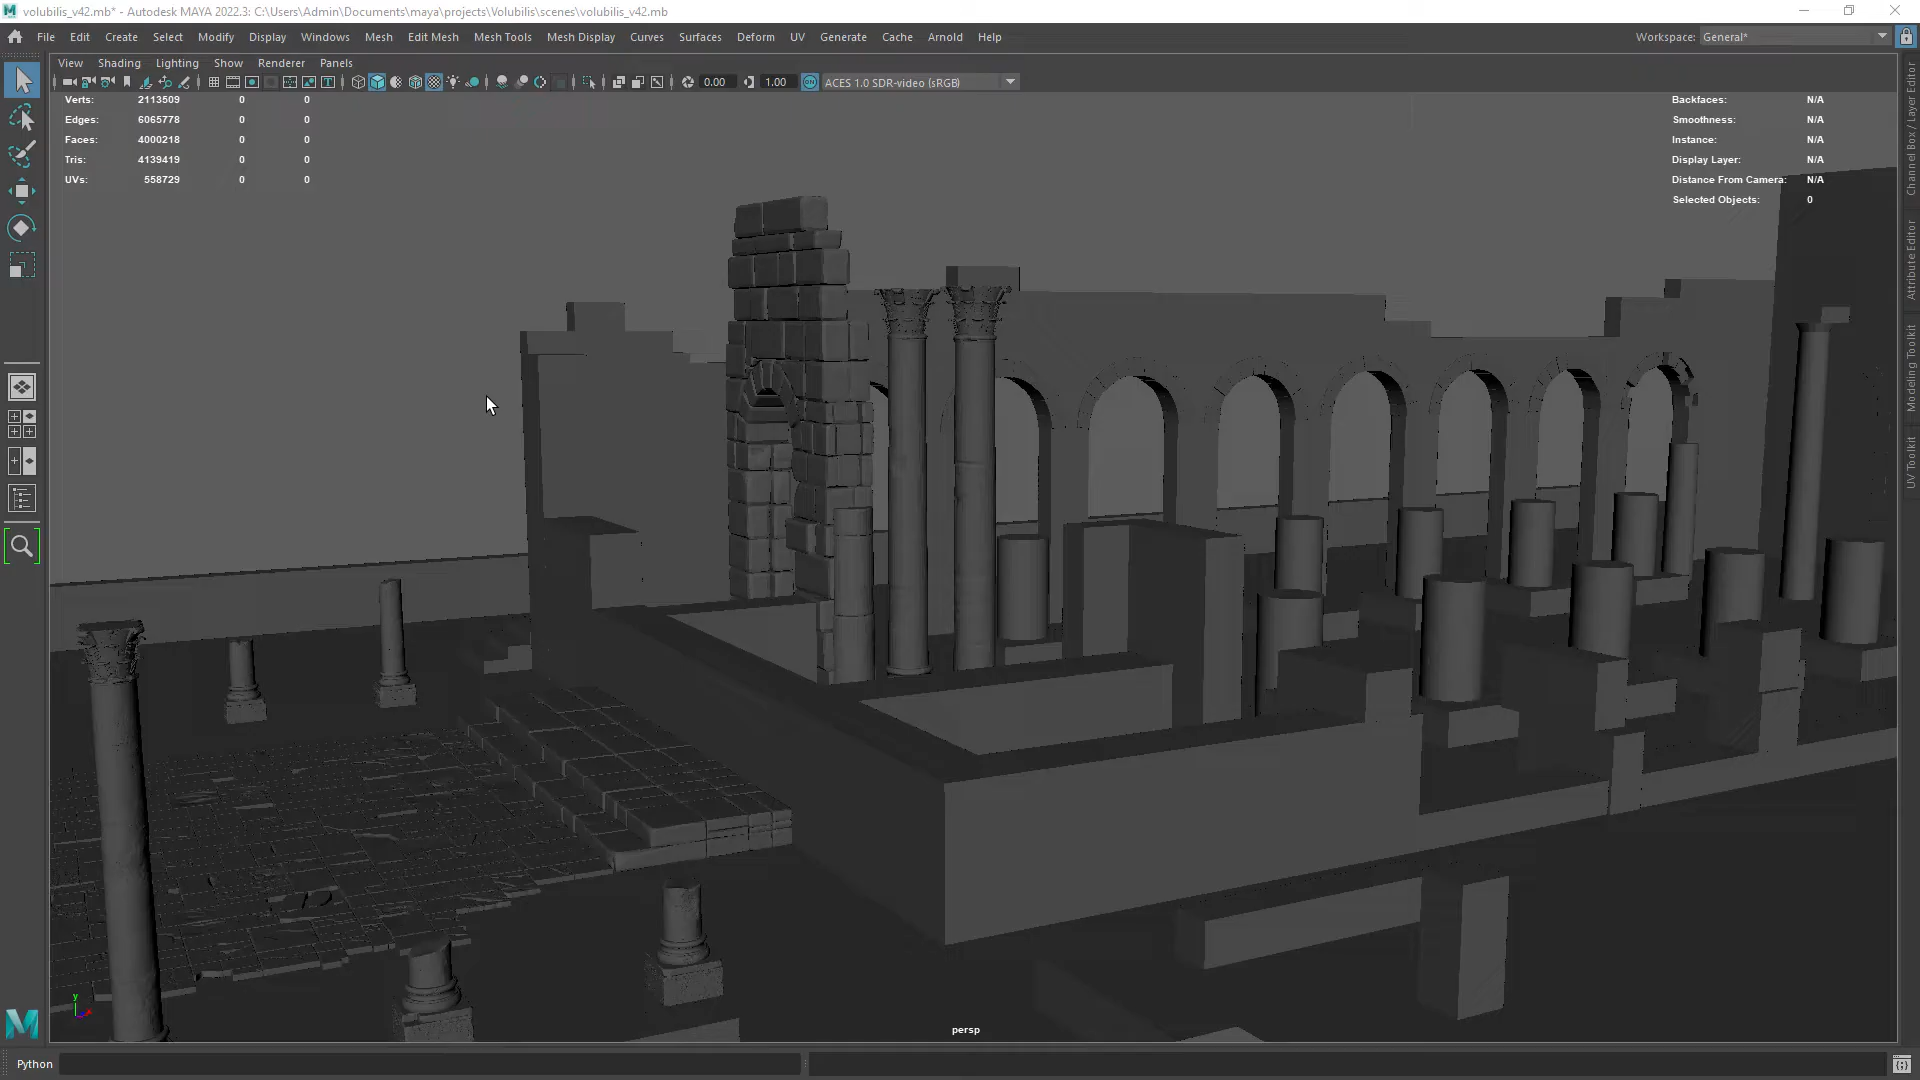 volubilis_v42.mb* - Autodesk MAYA 2022.3: C:\Users\Admin\Documents\maya\projects\Volubilis\scenes\volubilis_v42.mb
File Edit Create Select Modify Display Windows Mesh Edit Mesh Mesh Tools Mesh Display Curves Surfaces Deform UV Generate Cache Arnold Help Workspace: General*
View Shading Lighting Show Renderer Panels
0.00 1.00 ON ACES 1.0 SDR-video (sRGB)
Verts: 2113509 0 0
Edges: 6065778 0 0
Faces: 4000218 0 0
Tris: 4139419 0 0
UVs: 558729 0 0
Backfaces: N/A
Smoothness: N/A
Instance: N/A
Display Layer: N/A
Distance From Camera: N/A
Selected Objects: 0
Channel Box / Layer Editor
Attribute Editor
Modeling Toolkit
UV Toolkit
y
persp
Python